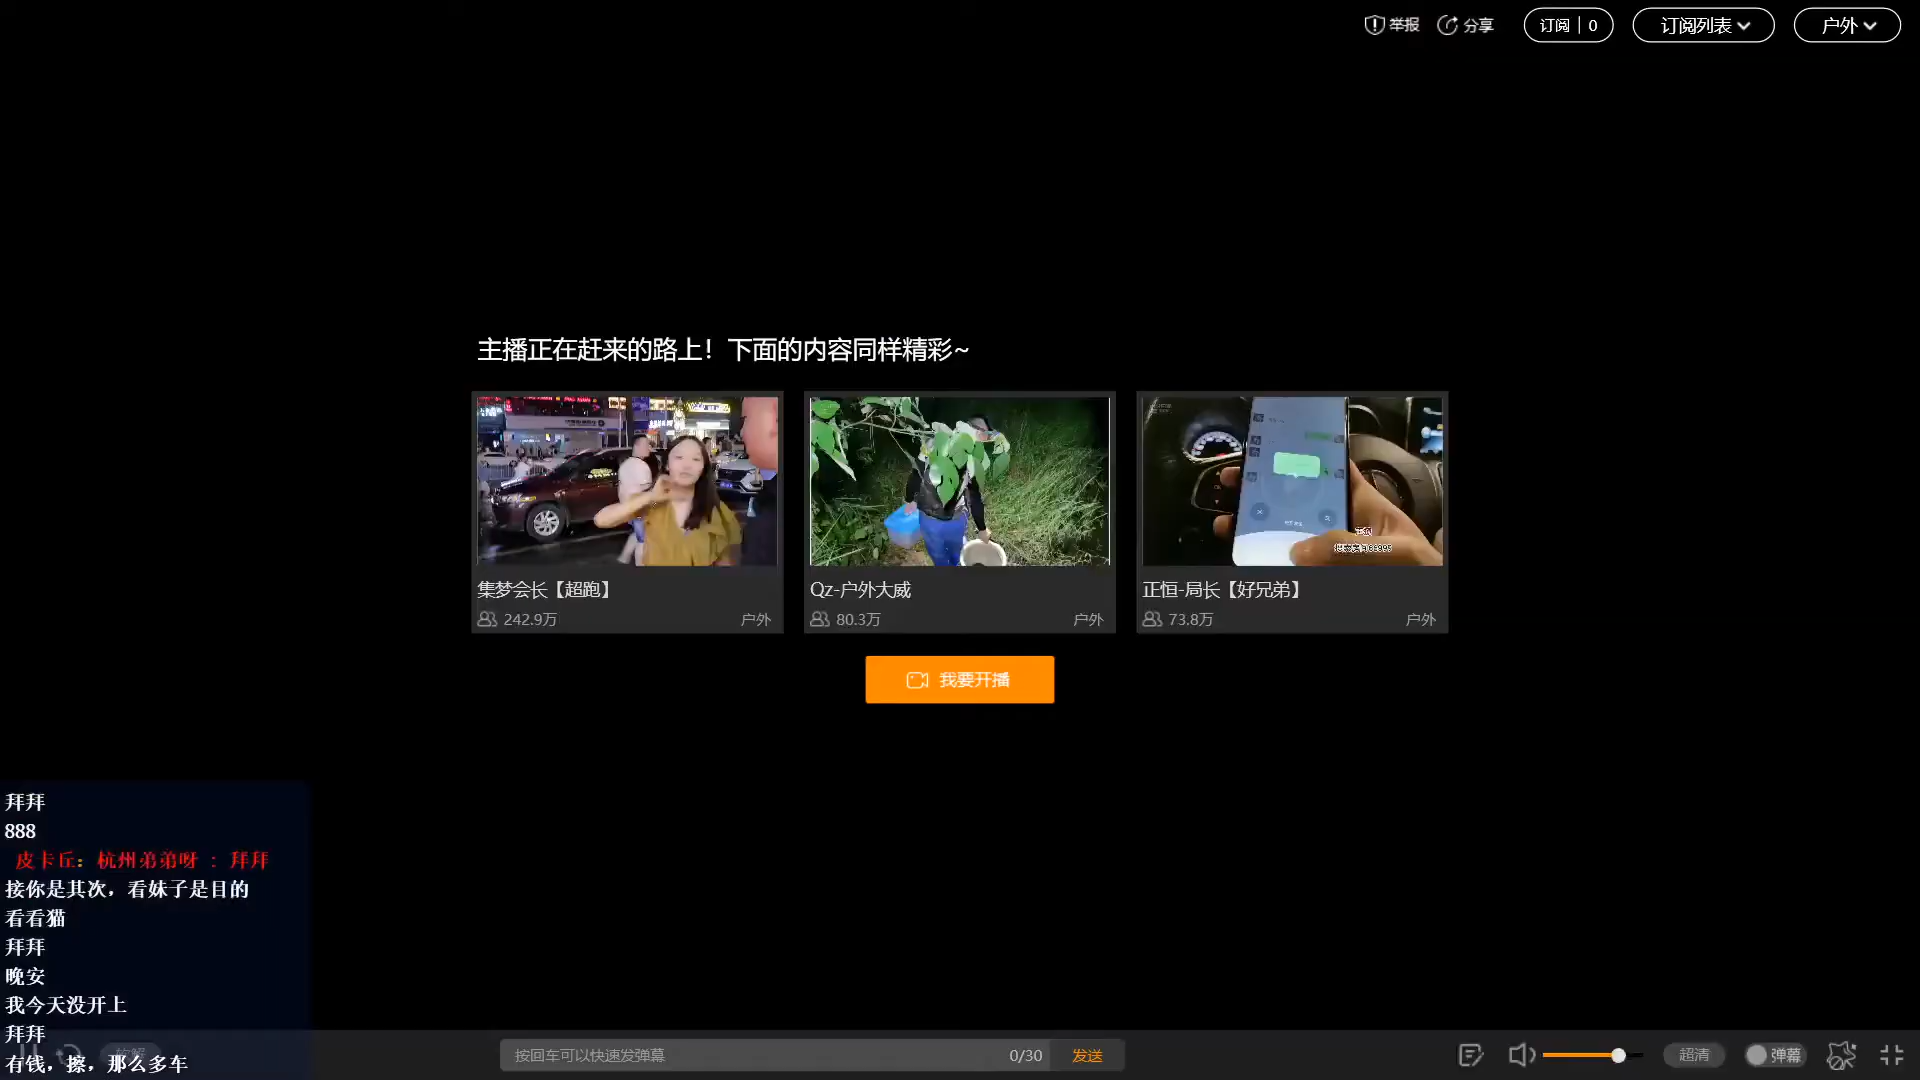 举报 分享 订阅 | 0 订阅列表 户外
主播正在赶来的路上！下面的内容同样精彩~
集梦会长【超跑】
242.9万 户外
Qz-户外大威
80.3万 户外
正恒-局长【好兄弟】
73.8万 户外
我要开播
拜拜
888
皮卡丘：杭州弟弟呀 ： 拜拜
接你是其次，看妹子是目的
看看猫
拜拜
晚安
我今天没开上
拜拜
有钱，擦，那么多车
按回车可以快速发弹幕 0/30 发送
超清 弹幕